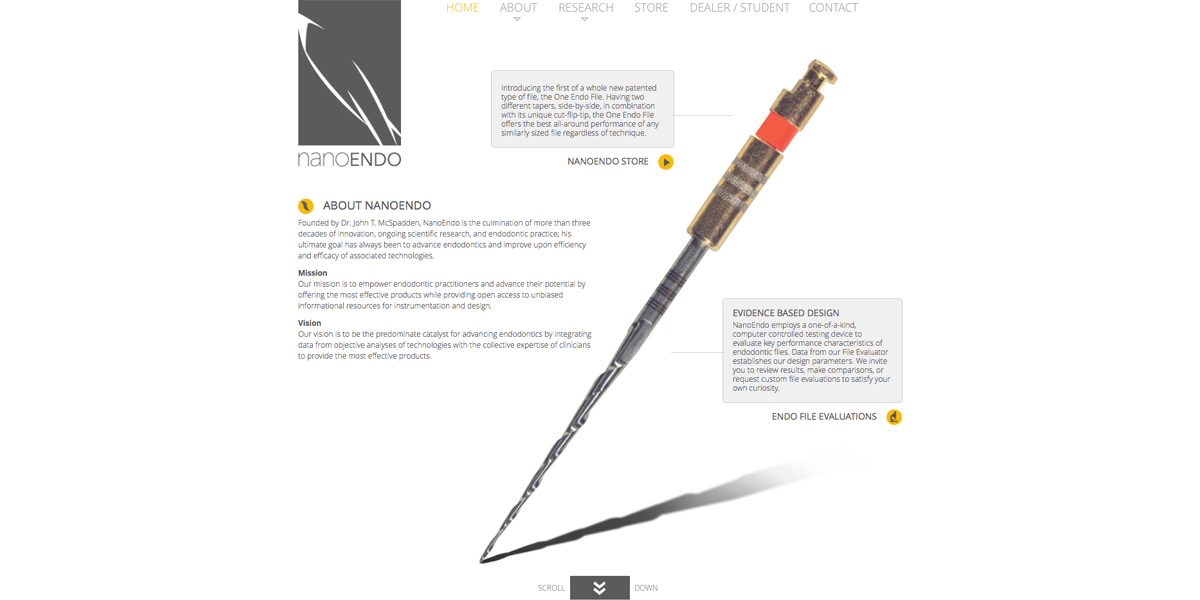 HOME ABOUT RESEARCH STORE DEALER / STUDENT CONTACT
nanoENDO
Introducing the first of a whole new patented
type of file, the One Endo File. Having two
different tapers, side-by-side, in combination
with its unique cut-flip-tip, the One Endo File
offers the best all-around performance of any
similarly sized file regardless of technique.
NANOENDO STORE
ABOUT NANOENDO
Founded by Dr. John T. McSpadden, NanoEndo is the culmination of more than three
decades of innovation, ongoing scientific research, and endodontic practice; his
ultimate goal has always been to advance endodontics and improve upon efficiency
and efficacy of associated technologies.
Mission
Our mission is to empower endodontic practitioners and advance their potential by
offering the most effective products while providing open access to unbiased
informational resources for instrumentation and design.
Vision
Our vision is to be the predominate catalyst for advancing endodontics by integrating
data from objective analyses of technologies with the collective expertise of clinicians
to provide the most effective products.
EVIDENCE BASED DESIGN
NanoEndo employs a one-of-a-kind,
computer controlled testing device to
evaluate key performance characteristics of
endodontic files. Data from our File Evaluator
establishes our design parameters. We invite
you to review results, make comparisons, or
request custom file evaluations to satisfy your
own curiosity.
ENDO FILE EVALUATIONS
SCROLL DOWN